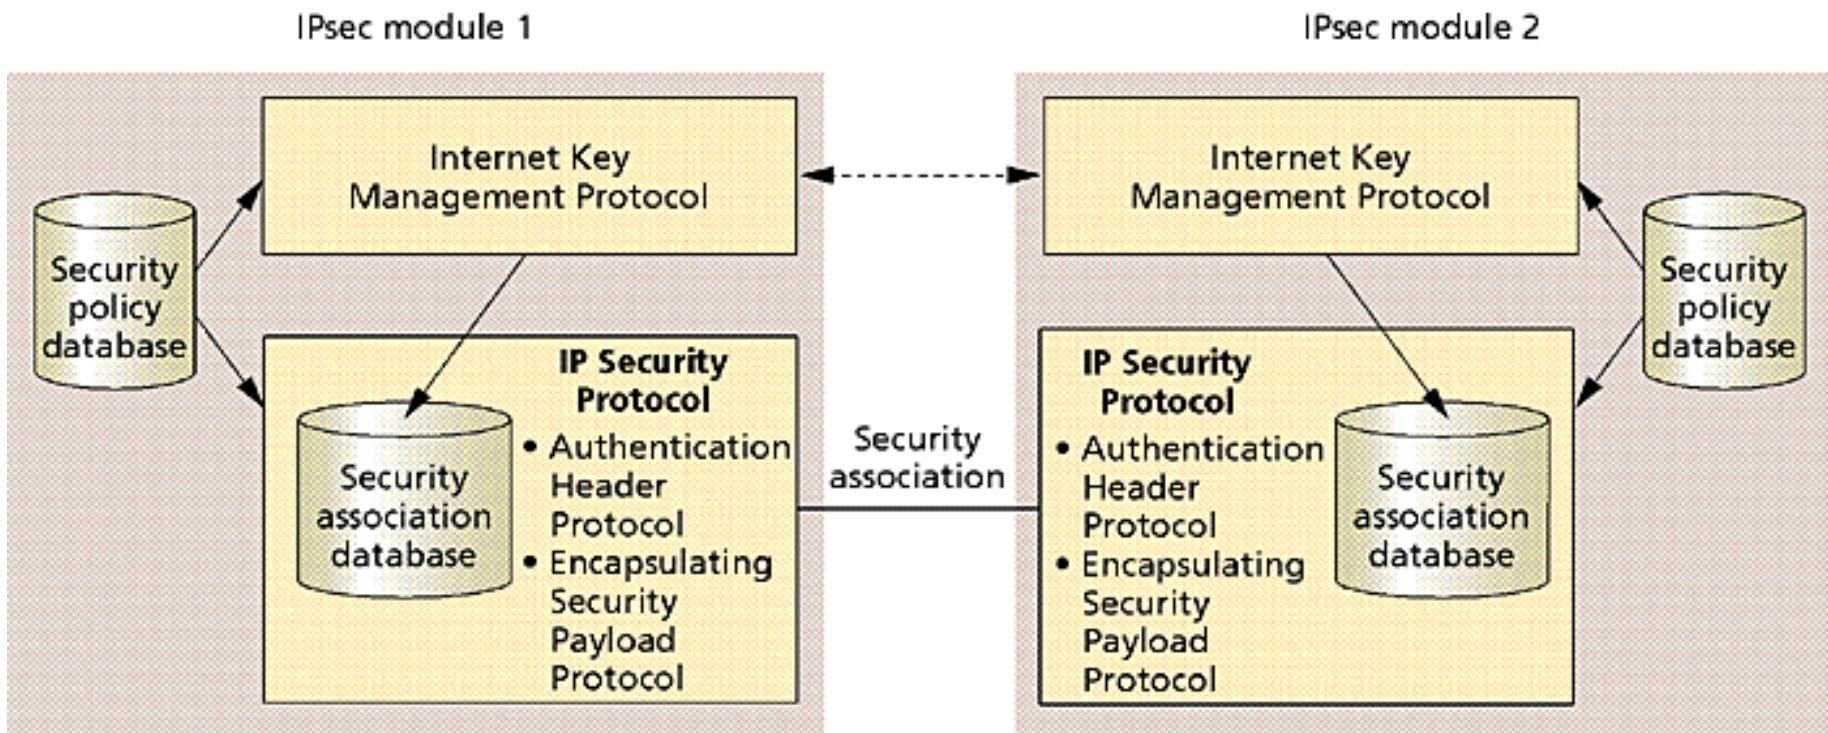 IPsec module 1
IPsec module 2
Internet Key
Management Protocol
Security
policy
database
IP Security
Protocol
• Authentication
Header
Protocol
• Encapsulating
Security
Payload
Protocol
Security
association
database
Security
association
Internet Key
Management Protocol
Security
policy
database
IP Security
Protocol
• Authentication
Header
Protocol
• Encapsulating
Security
Payload
Protocol
Security
association
database